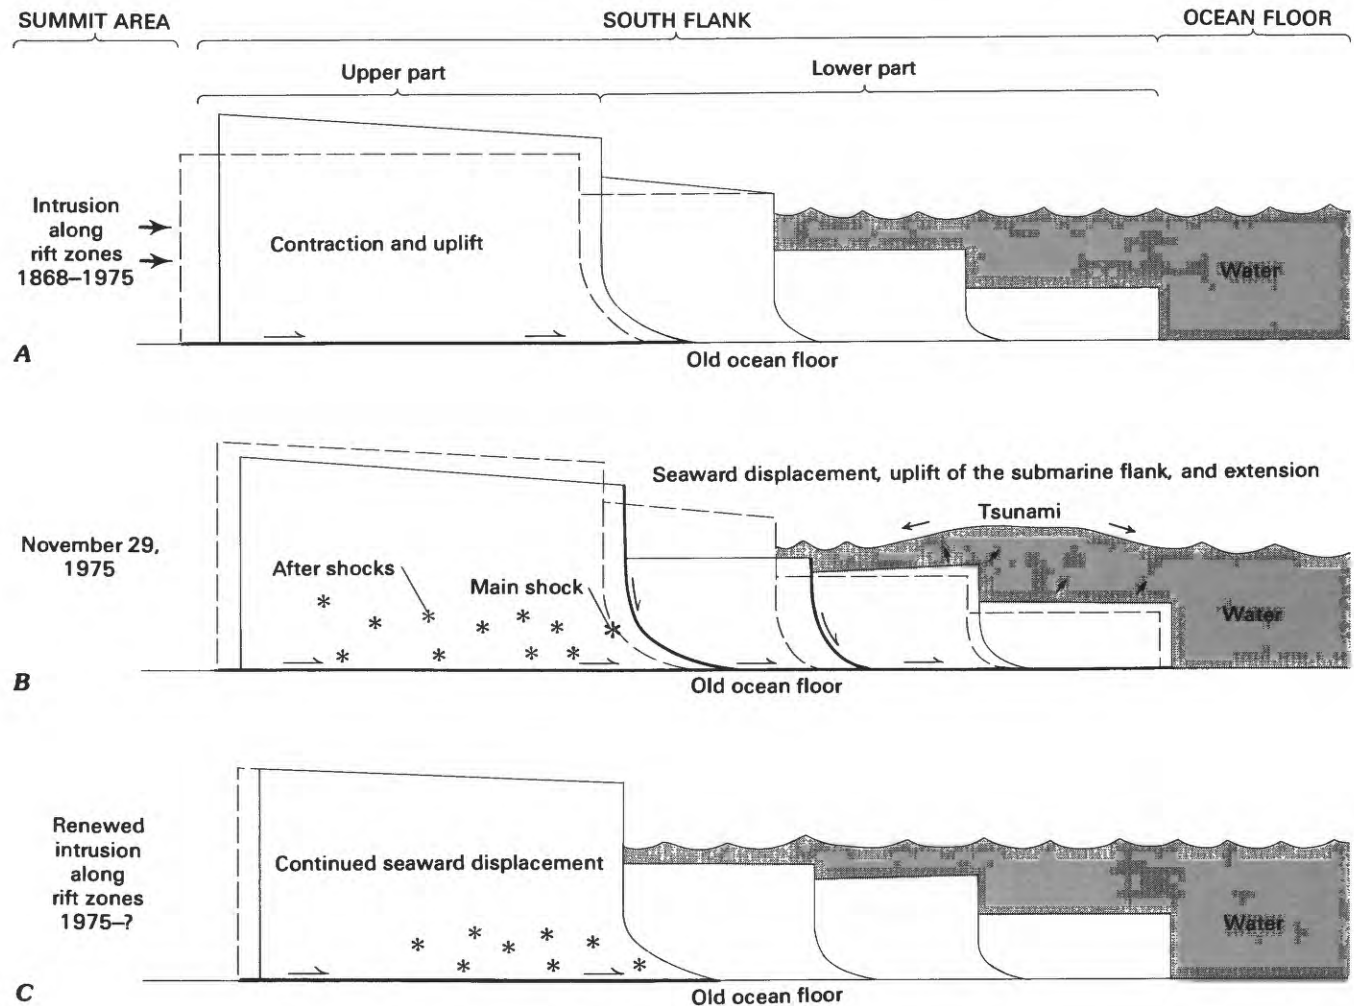 SUMMIT AREA
SOUTH FLANK
OCEAN FLOOR
Upper part
Lower part
Intrusion
along
rift zones
1868–1975
Contraction and uplift
Water
A
Old ocean floor
Seaward displacement, uplift of the submarine flank, and extension
Tsunami
November 29,
1975
After shocks
Main shock
Water
B
Old ocean floor
Renewed
intrusion
along
rift zones
1975–?
Continued seaward displacement
Water
C
Old ocean floor